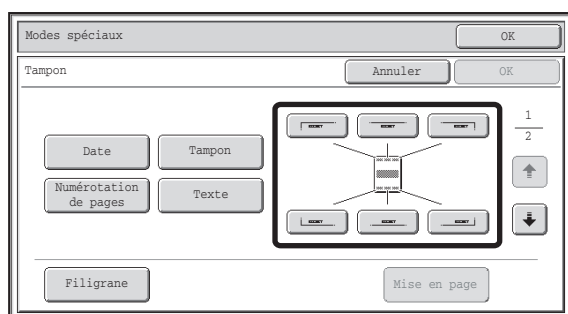 Modes spéciaux
OK
Tampon
Annuler
OK
1
2
Date
Tampon
Numérotation
de pages
Texte
Filigrane
Mise en page